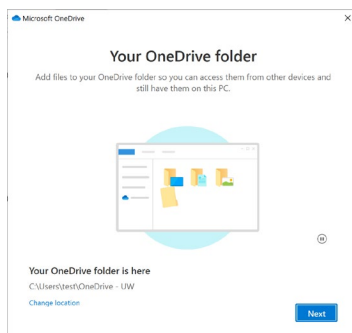 Microsoft OneDrive
Your OneDrive folder
Add files to your OneDrive folder so you can access them from other devices and
still have them on this PC.
Your OneDrive folder is here
C:\Users\test\OneDrive - UW
Change location
Next